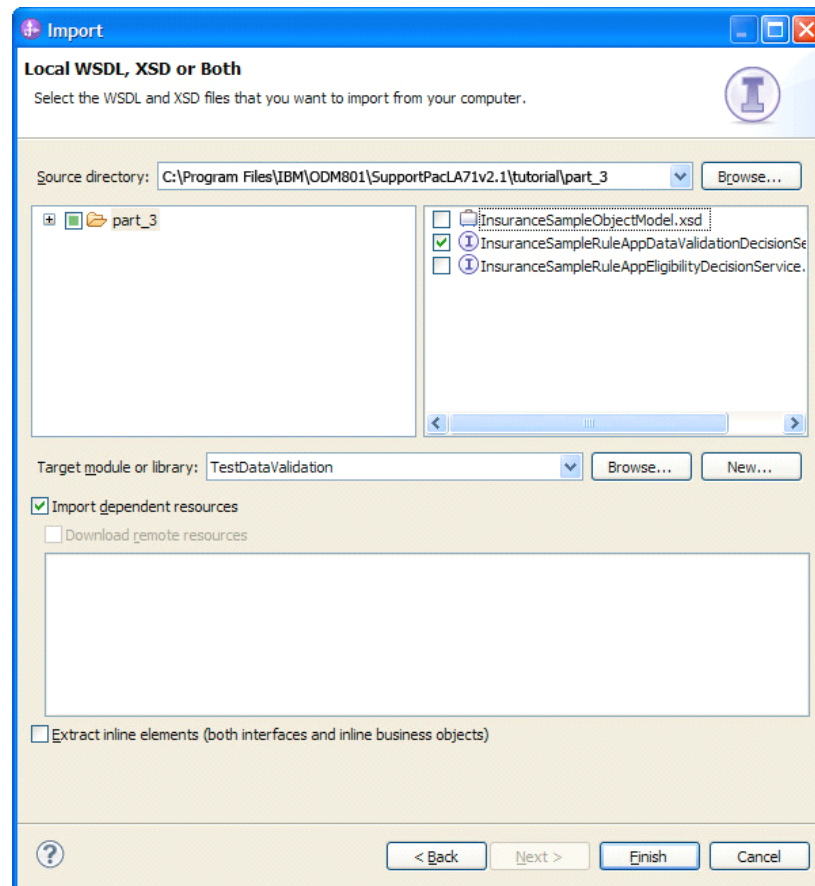 Import
Local WSDL, XSD or Both
Select the WSDL and XSD files that you want to import from your computer.
Source directory: C:\Program Files\IBM\ODM801\SupportPacLA71v2.1\tutorial\part_3 Browse...
part_3
InsuranceSampleObjectModel.xsd
InsuranceSampleRuleAppDataValidationDecisionSe
InsuranceSampleRuleAppEligibilityDecisionService.
Target module or library: TestDataValidation Browse... New...
Import dependent resources
Download remote resources
Extract inline elements (both interfaces and inline business objects)
? < Back Next > Finish Cancel